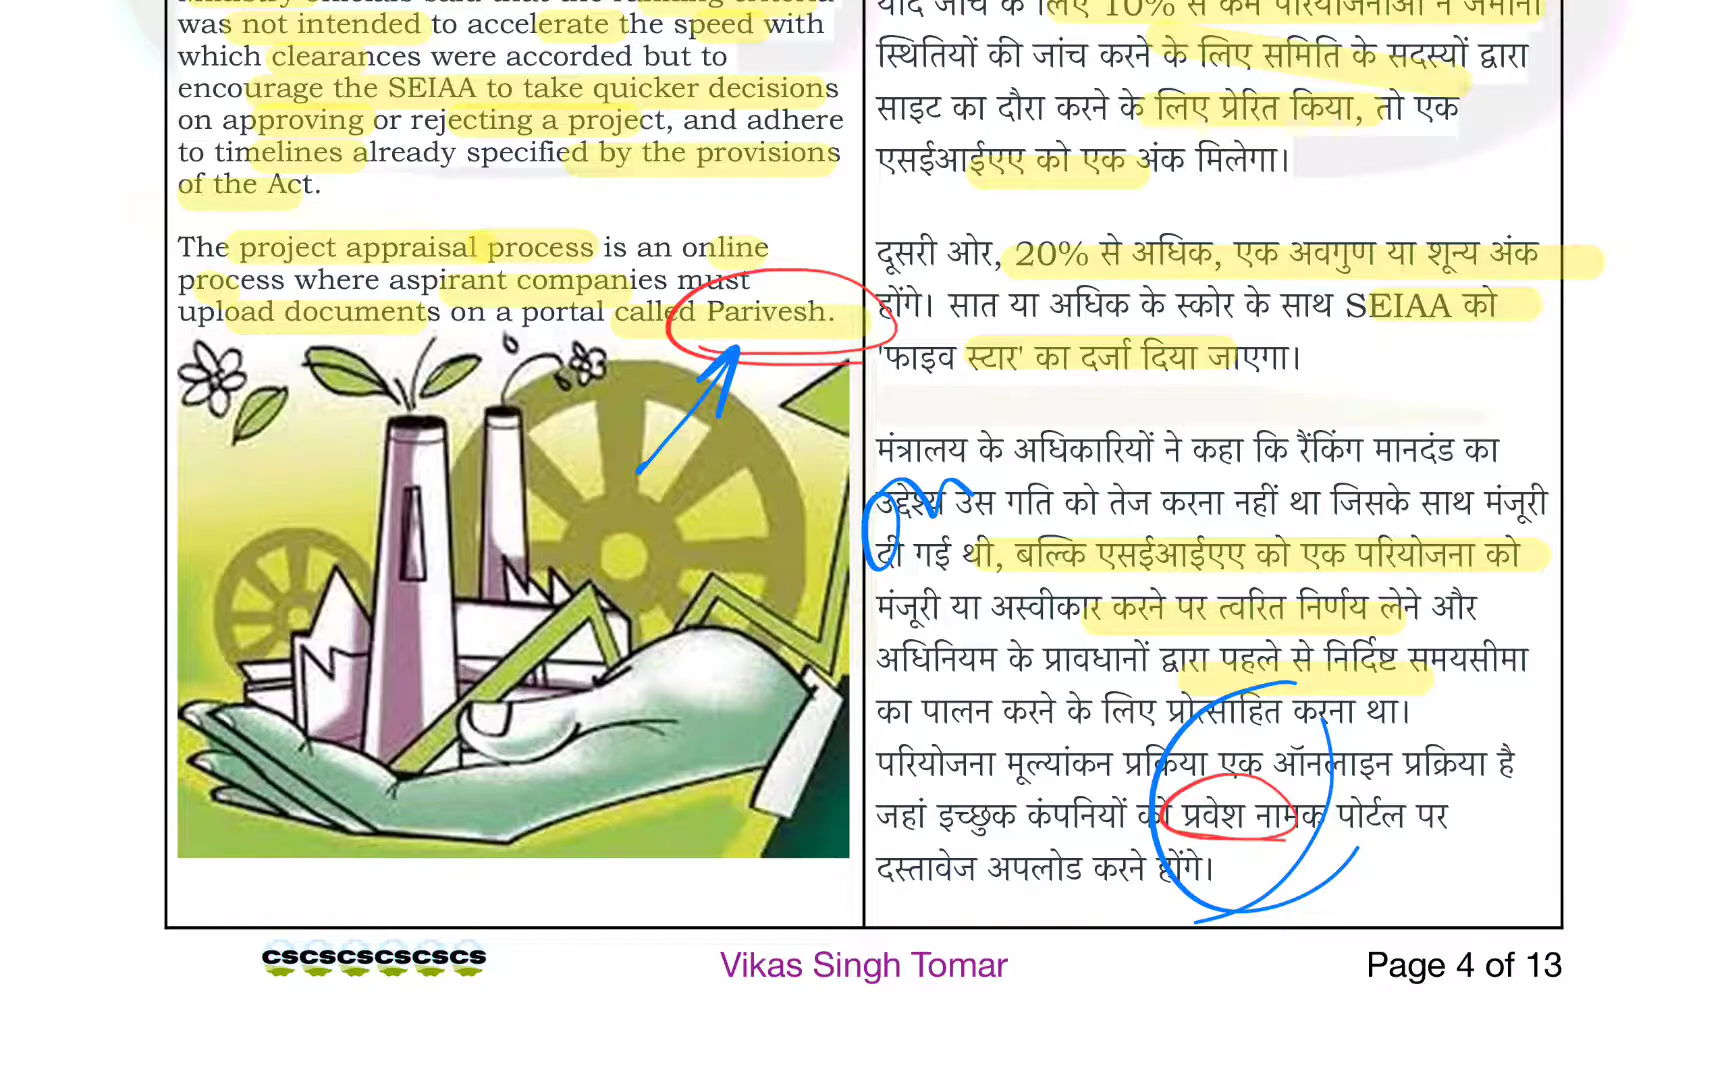 was not intended to accelerate the speed with
which clearances were accorded but to
encourage the SEIAA to take quicker decisions
on approving or rejecting a project, and adhere
to timelines already specified by the provisions
of the Act.
The project appraisal process is an online
process where aspirant companies must
upload documents on a portal called Parivesh.
यदि जांच के लिए 10% से कम परियोजनाओं ने जमीनी
स्थितियों की जांच करने के लिए समिति के सदस्यों द्वारा
साइट का दौरा करने के लिए प्रेरित किया, तो एक
एसईआईएए को एक अंक मिलेगा।
दूसरी ओर, 20% से अधिक, एक अवगुण या शून्य अंक
होंगे। सात या अधिक के स्कोर के साथ SEIAA को
'फाइव स्टार' का दर्जा दिया जाएगा।
मंत्रालय के अधिकारियों ने कहा कि रैंकिंग मानदंड का
उद्देश्य उस गति को तेज करना नहीं था जिसके साथ मंजूरी
दी गई थी, बल्कि एसईआईएए को एक परियोजना को
मंजूरी या अस्वीकार करने पर त्वरित निर्णय लेने और
अधिनियम के प्रावधानों द्वारा पहले से निर्दिष्ट समयसीमा
का पालन करने के लिए प्रोत्साहित करना था।
परियोजना मूल्यांकन प्रक्रिया एक ऑनलाइन प्रक्रिया है
जहां इच्छुक कंपनियों को प्रवेश नामक पोर्टल पर
दस्तावेज अपलोड करने होंगे।
cscscscscscs
Vikas Singh Tomar
Page 4 of 13